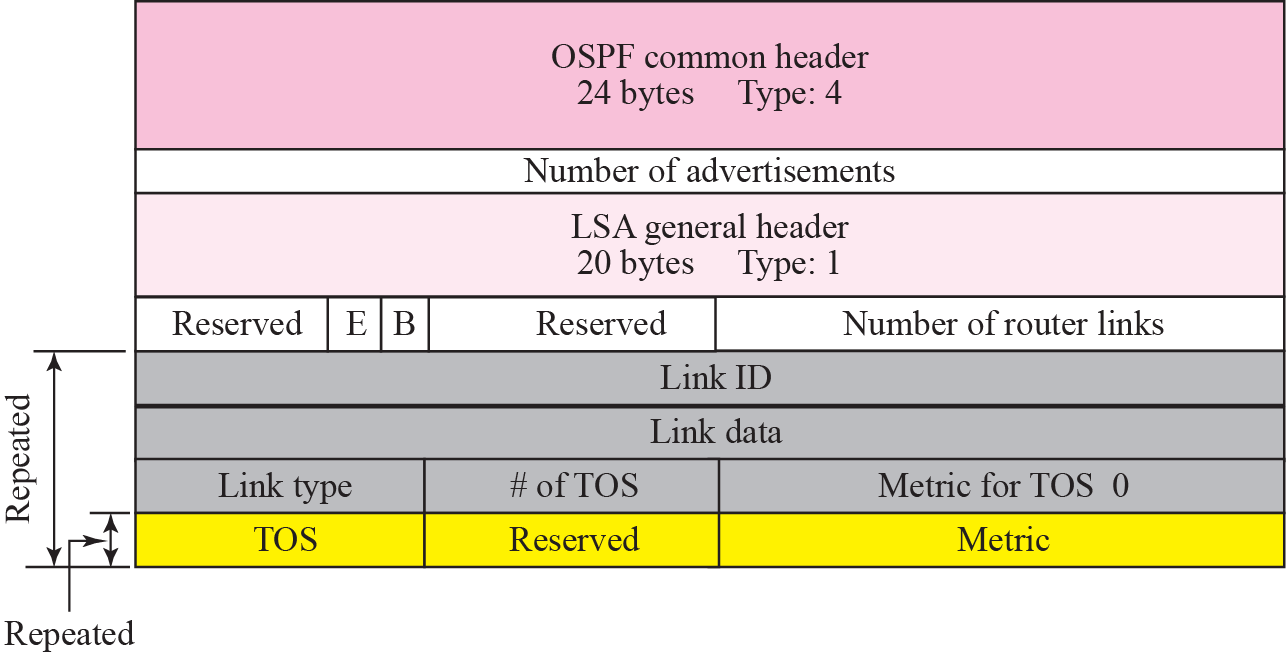 OSPF common header
24 bytes Type: 4
Number of advertisements
LSA general header
20 bytes Type: 1
Reserved E B Reserved Number of router links
Link ID
Link data
Link type # of TOS Metric for TOS 0
TOS Reserved Metric
Repeated
Repeated